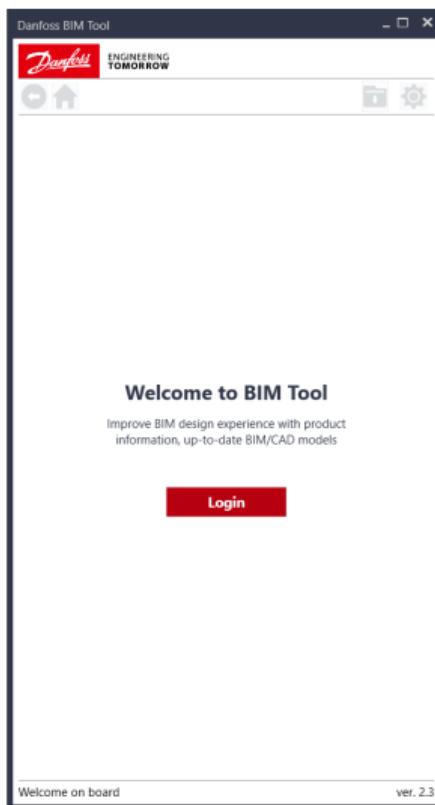 Danfoss BIM Tool
Danfoss
ENGINEERING
TOMORROW
Welcome to BIM Tool
Improve BIM design experience with product
information, up-to-date BIM/CAD models
Login
Welcome on board
ver. 2.3